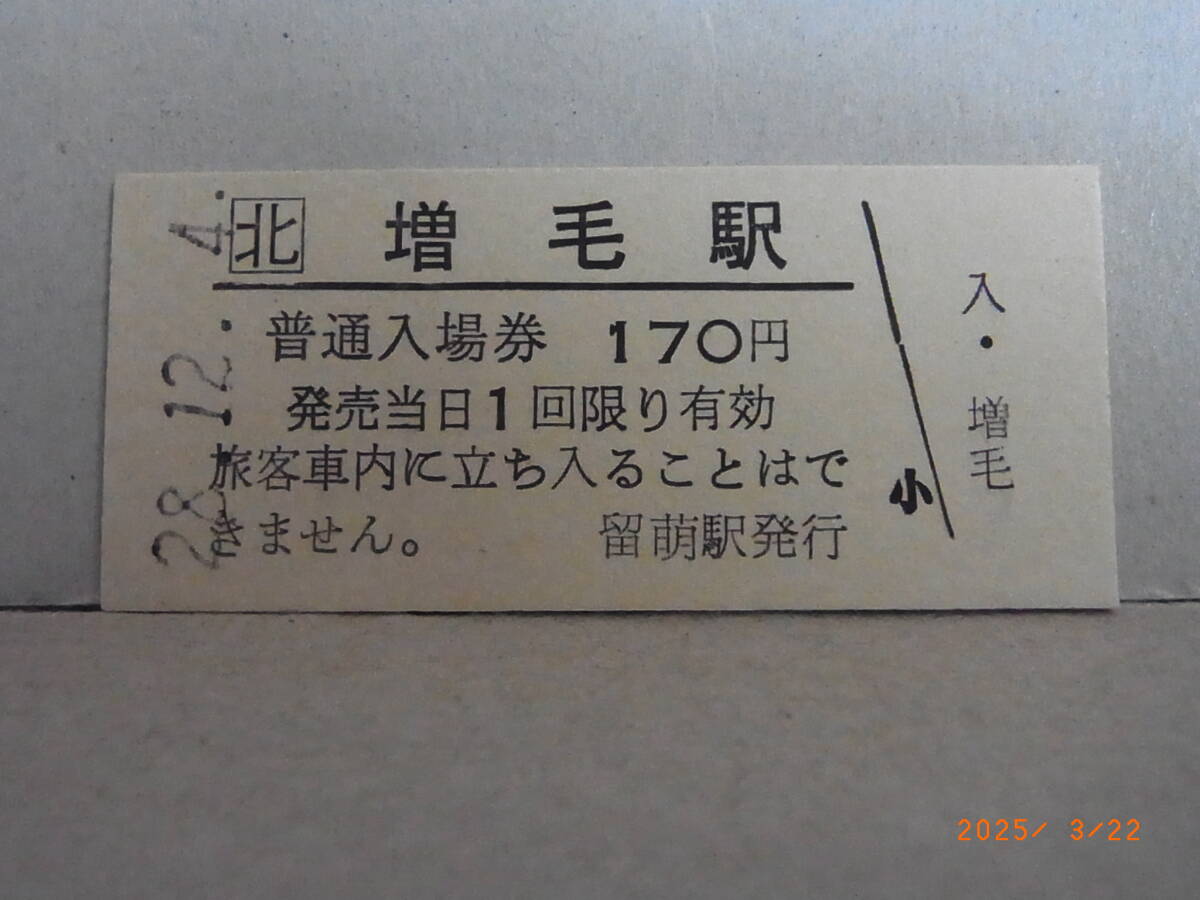 北 増毛駅
普通入場券 170円
発売当日1回限り有効
旅客車内に立ち入ることはで
きません。 留萌駅発行
小
入・増毛
28.12.4.
2025/ 3/22